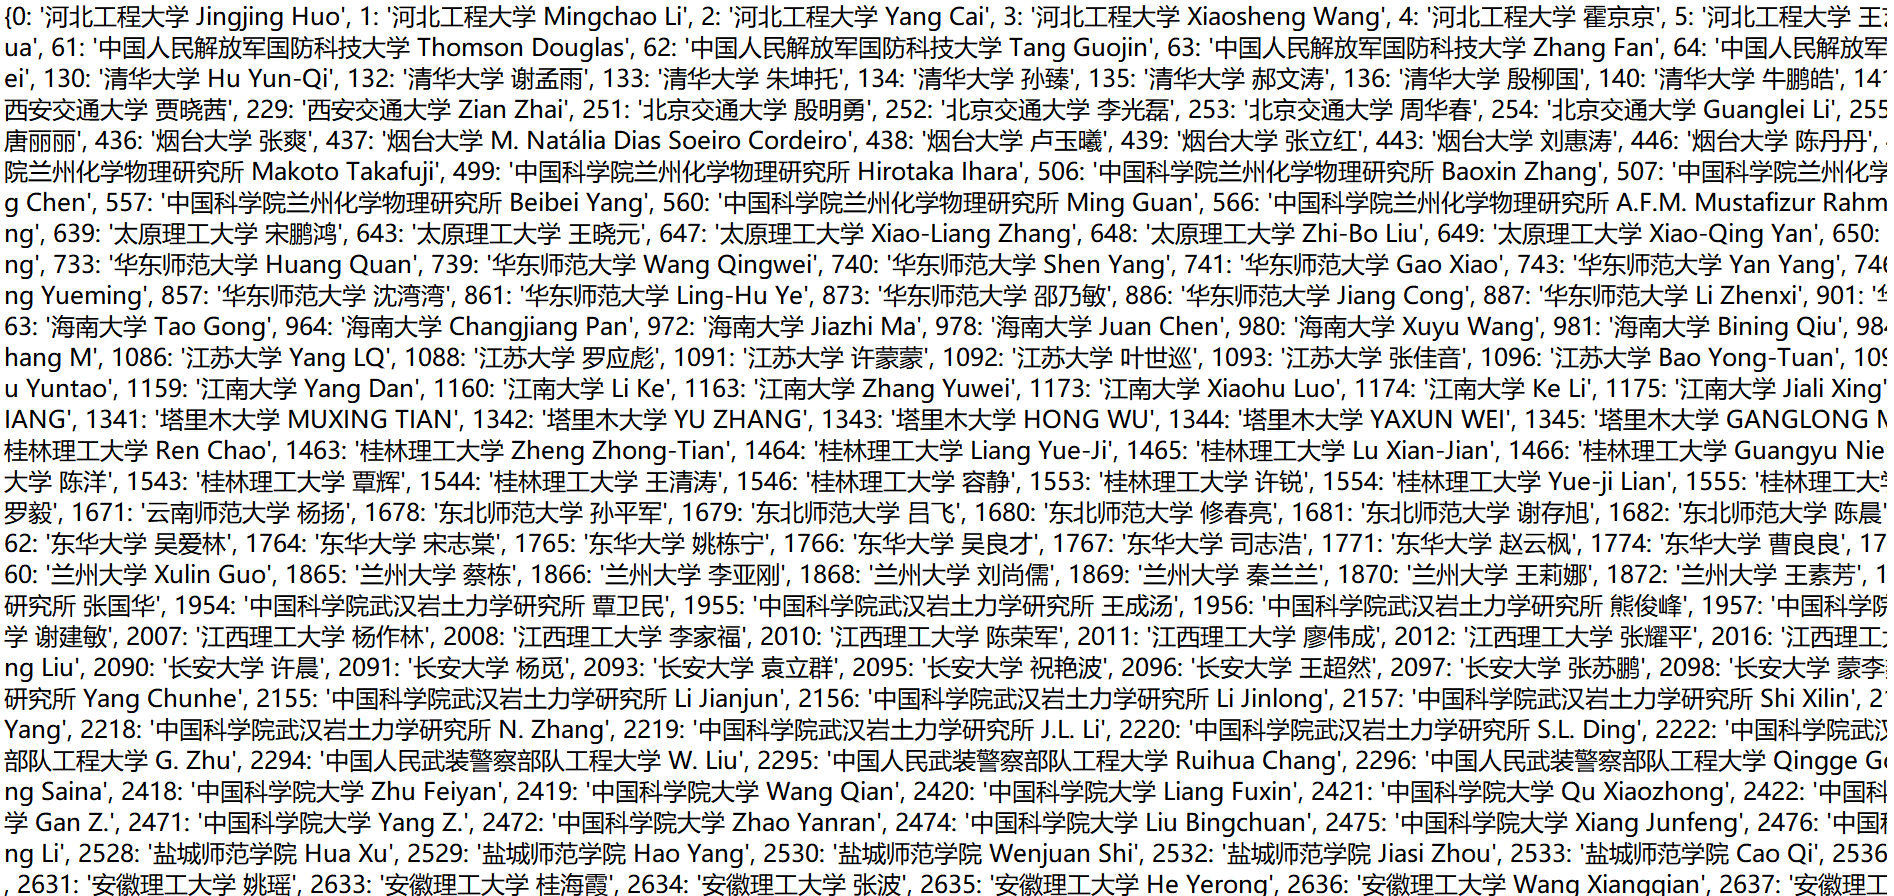 {0: '河北工程大学 Jingjing Huo', 1: '河北工程大学 Mingchao Li', 2: '河北工程大学 Yang Cai', 3: '河北工程大学 Xiaosheng Wang', 4: '河北工程大学 霍京京', 5: '河北工程大学
ua', 61: '中国人民解放军国防科技大学 Thomson Douglas', 62: '中国人民解放军国防科技大学 Tang Guojin', 63: '中国人民解放军国防科技大学 Zhang Fan', 64: '中国人民解放军
ei', 130: '清华大学 Hu Yun-Qi', 132: '清华大学 谢孟雨', 133: '清华大学 朱坤托', 134: '清华大学 孙臻', 135: '清华大学 郝文涛', 136: '清华大学 殷柳国', 140: '清华大学 牛鹏皓', 141
西安交通大学 贾晓茜', 229: '西安交通大学 Zian Zhai', 251: '北京交通大学 殷明勇', 252: '北京交通大学 李光磊', 253: '北京交通大学 周华春', 254: '北京交通大学 Guanglei Li', 255
唐丽丽', 436: '烟台大学 张爽', 437: '烟台大学 M. Natália Dias Soeiro Cordeiro', 438: '烟台大学 卢玉曦', 439: '烟台大学 张立红', 443: '烟台大学 刘惠涛', 446: '烟台大学 陈丹丹',
院兰州化学物理研究所 Makoto Takafuji', 499: '中国科学院兰州化学物理研究所 Hirotaka Ihara', 506: '中国科学院兰州化学物理研究所 Baoxin Zhang', 507: '中国科学院兰州化学
g Chen', 557: '中国科学院兰州化学物理研究所 Beibei Yang', 560: '中国科学院兰州化学物理研究所 Ming Guan', 566: '中国科学院兰州化学物理研究所 A.F.M. Mustafizur Rahm
ng', 639: '太原理工大学 宋鹏鸿', 643: '太原理工大学 王晓元', 647: '太原理工大学 Xiao-Liang Zhang', 648: '太原理工大学 Zhi-Bo Liu', 649: '太原理工大学 Xiao-Qing Yan', 650:
ng', 733: '华东师范大学 Huang Quan', 739: '华东师范大学 Wang Qingwei', 740: '华东师范大学 Shen Yang', 741: '华东师范大学 Gao Xiao', 743: '华东师范大学 Yan Yang', 746
ng Yueming', 857: '华东师范大学 沈湾湾', 861: '华东师范大学 Ling-Hu Ye', 873: '华东师范大学 邵乃敏', 886: '华东师范大学 Jiang Cong', 887: '华东师范大学 Li Zhenxi', 901: '华
63: '海南大学 Tao Gong', 964: '海南大学 Changjiang Pan', 972: '海南大学 Jiazhi Ma', 978: '海南大学 Juan Chen', 980: '海南大学 Xuyu Wang', 981: '海南大学 Bining Qiu', 984
hang M', 1086: '江苏大学 Yang LQ', 1088: '江苏大学 罗应彪', 1091: '江苏大学 许蒙蒙', 1092: '江苏大学 叶世巡', 1093: '江苏大学 张佳音', 1096: '江苏大学 Bao Yong-Tuan', 109
u Yuntao', 1159: '江南大学 Yang Dan', 1160: '江南大学 Li Ke', 1163: '江南大学 Zhang Yuwei', 1173: '江南大学 Xiaohu Luo', 1174: '江南大学 Ke Li', 1175: '江南大学 Jiali Xing'
IANG', 1341: '塔里木大学 MUXING TIAN', 1342: '塔里木大学 YU ZHANG', 1343: '塔里木大学 HONG WU', 1344: '塔里木大学 YAXUN WEI', 1345: '塔里木大学 GANGLONG M
桂林理工大学 Ren Chao', 1463: '桂林理工大学 Zheng Zhong-Tian', 1464: '桂林理工大学 Liang Yue-Ji', 1465: '桂林理工大学 Lu Xian-Jian', 1466: '桂林理工大学 Guangyu Nie
大学 陈洋', 1543: '桂林理工大学 覃辉', 1544: '桂林理工大学 王清涛', 1546: '桂林理工大学 容静', 1553: '桂林理工大学 许锐', 1554: '桂林理工大学 Yue-ji Lian', 1555: '桂林理工大学
罗毅', 1671: '云南师范大学 杨扬', 1678: '东北师范大学 孙平军', 1679: '东北师范大学 吕飞', 1680: '东北师范大学 修春亮', 1681: '东北师范大学 谢存旭', 1682: '东北师范大学 陈晨'
62: '东华大学 吴爱林', 1764: '东华大学 宋志棠', 1765: '东华大学 姚栋宁', 1766: '东华大学 吴良才', 1767: '东华大学 司志浩', 1771: '东华大学 赵云枫', 1774: '东华大学 曹良良', 17
60: '兰州大学 Xulin Guo', 1865: '兰州大学 蔡栋', 1866: '兰州大学 李亚刚', 1868: '兰州大学 刘尚儒', 1869: '兰州大学 秦兰兰', 1870: '兰州大学 王莉娜', 1872: '兰州大学 王素芳', 1
研究所 张国华', 1954: '中国科学院武汉岩土力学研究所 覃卫民', 1955: '中国科学院武汉岩土力学研究所 王成汤', 1956: '中国科学院武汉岩土力学研究所 熊俊峰', 1957: '中国科学院
学 谢建敏', 2007: '江西理工大学 杨作林', 2008: '江西理工大学 李家福', 2010: '江西理工大学 陈荣军', 2011: '江西理工大学 廖伟成', 2012: '江西理工大学 张耀平', 2016: '江西理工
ng Liu', 2090: '长安大学 许晨', 2091: '长安大学 杨觅', 2093: '长安大学 袁立群', 2095: '长安大学 祝艳波', 2096: '长安大学 王超然', 2097: '长安大学 张苏鹏', 2098: '长安大学 蒙李
研究所 Yang Chunhe', 2155: '中国科学院武汉岩土力学研究所 Li Jianjun', 2156: '中国科学院武汉岩土力学研究所 Li Jinlong', 2157: '中国科学院武汉岩土力学研究所 Shi Xilin', 21
Yang', 2218: '中国科学院武汉岩土力学研究所 N. Zhang', 2219: '中国科学院武汉岩土力学研究所 J.L. Li', 2220: '中国科学院武汉岩土力学研究所 S.L. Ding', 2222: '中国科学院武汉
部队工程大学 G. Zhu', 2294: '中国人民武装警察部队工程大学 W. Liu', 2295: '中国人民武装警察部队工程大学 Ruihua Chang', 2296: '中国人民武装警察部队工程大学 Qingge G
ng Saina', 2418: '中国科学院大学 Zhu Feiyan', 2419: '中国科学院大学 Wang Qian', 2420: '中国科学院大学 Liang Fuxin', 2421: '中国科学院大学 Qu Xiaozhong', 2422: '中国科
学 Gan Z.', 2471: '中国科学院大学 Yang Z.', 2472: '中国科学院大学 Zhao Yanran', 2474: '中国科学院大学 Liu Bingchuan', 2475: '中国科学院大学 Xiang Junfeng', 2476: '中国科
ng Li', 2528: '盐城师范学院 Hua Xu', 2529: '盐城师范学院 Hao Yang', 2530: '盐城师范学院 Wenjuan Shi', 2532: '盐城师范学院 Jiasi Zhou', 2533: '盐城师范学院 Cao Qi', 2536
, 2631: '安徽理工大学 姚瑶', 2633: '安徽理工大学 桂海霞', 2634: '安徽理工大学 张波', 2635: '安徽理工大学 He Yerong', 2636: '安徽理工大学 Wang Xiangqian', 2637: '安徽理工